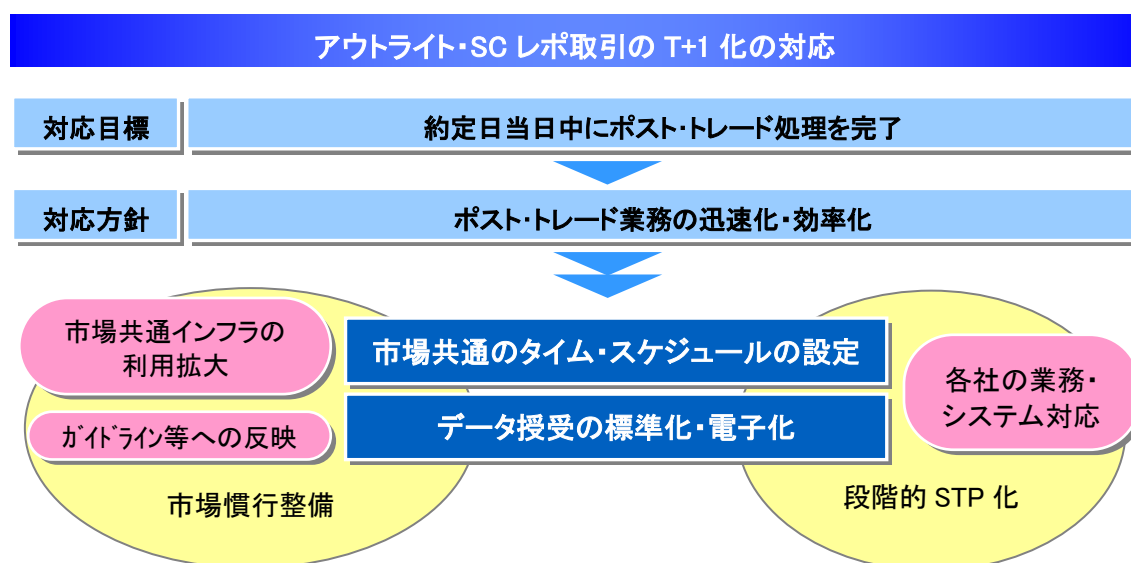 アウトライト・SC レポ取引の T+1 化の対応
対応目標
約定日当日中にポスト・トレード処理を完了
対応方針
ポスト・トレード業務の迅速化・効率化
市場共通インフラの
利用拡大
ガイドライン等への反映
市場慣行整備
市場共通のタイム・スケジュールの設定
データ授受の標準化・電子化
各社の業務・
システム対応
段階的 STP 化